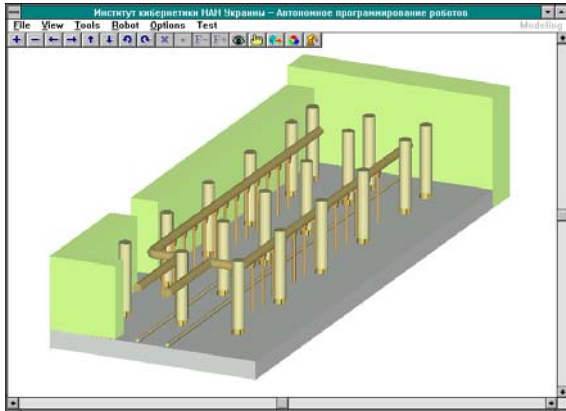 Институт кибернетики НАН Украины – Автономное программирование роботов
File View Tools Robot Options Test Modeling
F- F+